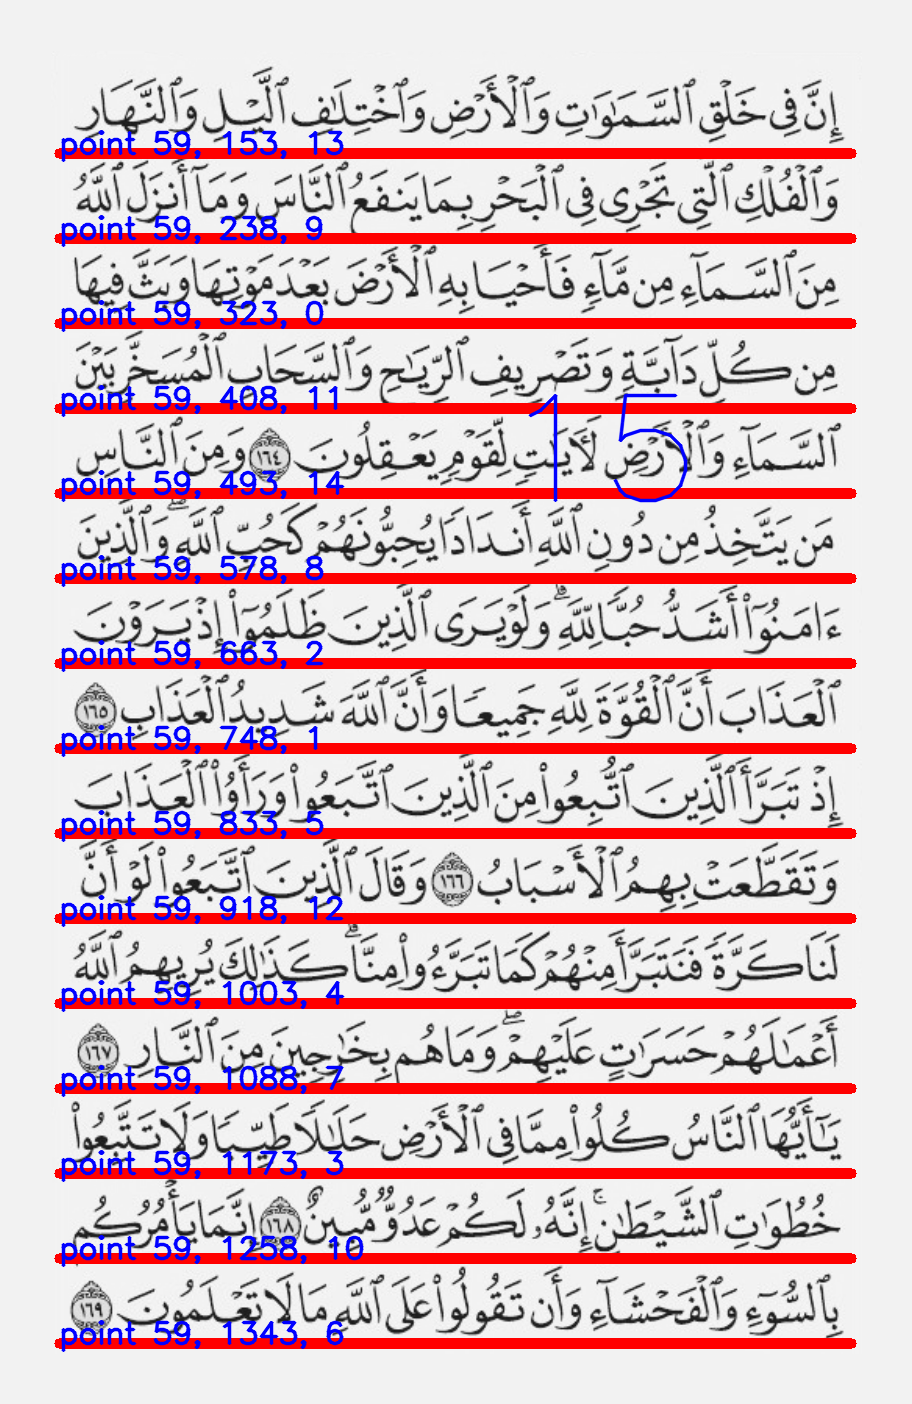 إِنَّ فِى خَلْقِ ٱلسَّمَٰوَٰتِ وَٱلْأَرْضِ وَٱخْتِلَٰفِ ٱلَّيْلِ وَٱلنَّهَارِ
point 59, 153, 13
وَٱلْفُلْكِ ٱلَّتِى تَجْرِى فِى ٱلْبَحْرِ بِمَا يَنفَعُ ٱلنَّاسَ وَمَآ أَنزَلَ ٱللَّهُ
point 59, 238, 9
مِنَ ٱلسَّمَآءِ مِن مَّآءٍ فَأَحْيَا بِهِ ٱلْأَرْضَ بَعْدَ مَوْتِهَا وَبَثَّ فِيهَا
point 59, 323, 0
مِن كُلِّ دَآبَّةٍ وَتَصْرِيفِ ٱلرِّيَٰحِ وَٱلسَّحَابِ ٱلْمُسَخَّرِ بَيْنَ
point 59, 408, 11
15
ٱلسَّمَآءِ وَٱلْأَرْضِ لَءَايَٰتٍ لِّقَوْمٍ يَعْقِلُونَ ١٦٤ وَمِنَ ٱلنَّاسِ
point 59, 493, 14
مَن يَتَّخِذُ مِن دُونِ ٱللَّهِ أَندَادًا يُحِبُّونَهُمْ كَحُبِّ ٱللَّهِ ۖ وَٱلَّذِينَ
point 59, 578, 8
ءَامَنُوٓا۟ أَشَدُّ حُبًّا لِّلَّهِ ۗ وَلَوْ يَرَى ٱلَّذِينَ ظَلَمُوٓا۟ إِذْ يَرَوْنَ
point 59, 663, 2
ٱلْعَذَابَ أَنَّ ٱلْقُوَّةَ لِلَّهِ جَمِيعًا وَأَنَّ ٱللَّهَ شَدِيدُ ٱلْعَذَابِ ١٦٥
point 59, 748, 1
إِذْ تَبَرَّأَ ٱلَّذِينَ ٱتُّبِعُوا۟ مِنَ ٱلَّذِينَ ٱتَّبَعُوا۟ وَرَأَوُا۟ ٱلْعَذَابَ
point 59, 833, 5
وَتَقَطَّعَتْ بِهِمُ ٱلْأَسْبَابُ ١٦٦ وَقَالَ ٱلَّذِينَ ٱتَّبَعُوا۟ لَوْ أَنَّ
point 59, 918, 12
لَنَا كَرَّةً فَنَتَبَرَّأَ مِنْهُمْ كَمَا تَبَرَّءُوا۟ مِنَّا ۗ كَذَٰلِكَ يُرِيهِمُ ٱللَّهُ
point 59, 1003, 4
أَعْمَٰلَهُمْ حَسَرَٰتٍ عَلَيْهِمْ ۖ وَمَا هُم بِخَٰرِجِينَ مِنَ ٱلنَّارِ ١٦٧
point 59, 1088, 7
يَٰٓأَيُّهَا ٱلنَّاسُ كُلُوا۟ مِمَّا فِى ٱلْأَرْضِ حَلَٰلًا طَيِّبًا وَلَا تَتَّبِعُوا۟
point 59, 1173, 3
خُطُوَٰتِ ٱلشَّيْطَٰنِ ۚ إِنَّهُۥ لَكُمْ عَدُوٌّ مُّبِينٌ ١٦٨ إِنَّمَا يَأْمُرُكُم
point 59, 1258, 10
بِٱلسُّوٓءِ وَٱلْفَحْشَآءِ وَأَن تَقُولُوا۟ عَلَى ٱللَّهِ مَا لَا تَعْلَمُونَ ١٦٩
point 59, 1343, 6